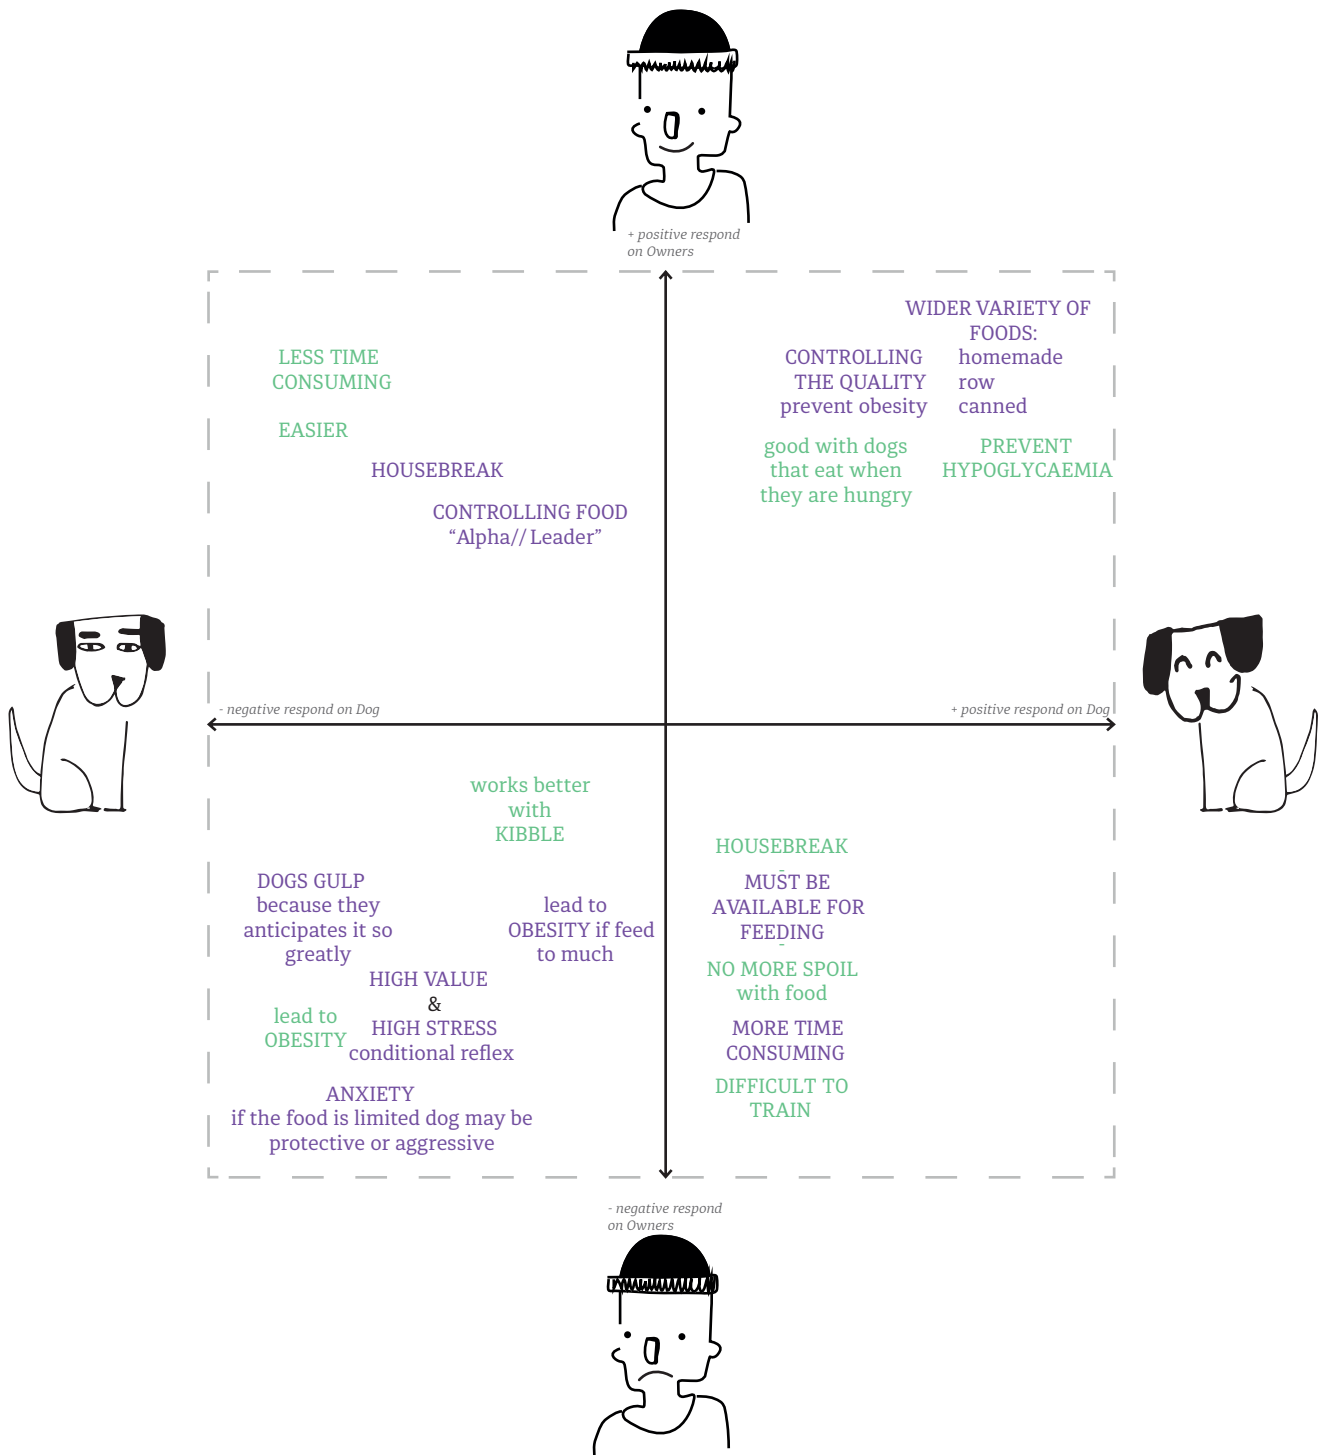 + positive respond
on Owners
LESS TIME
CONSUMING
EASIER
HOUSEBREAK
CONTROLLING FOOD
“Alpha// Leader”
WIDER VARIETY OF
FOODS:
homemade
row
canned
CONTROLLING
THE QUALITY
prevent obesity
good with dogs
that eat when
they are hungry
PREVENT
HYPOGLYCAEMIA
- negative respond on Dog
+ positive respond on Dog
works better
with
KIBBLE
DOGS GULP
because they
anticipates it so
greatly
lead to
OBESITY if feed
to much
HIGH VALUE
&
HIGH STRESS
conditional reflex
lead to
OBESITY
ANXIETY
if the food is limited dog may be
protective or aggressive
HOUSEBREAK
-
MUST BE
AVAILABLE FOR
FEEDING
-
NO MORE SPOIL
with food
MORE TIME
CONSUMING
DIFFICULT TO
TRAIN
- negative respond
on Owners